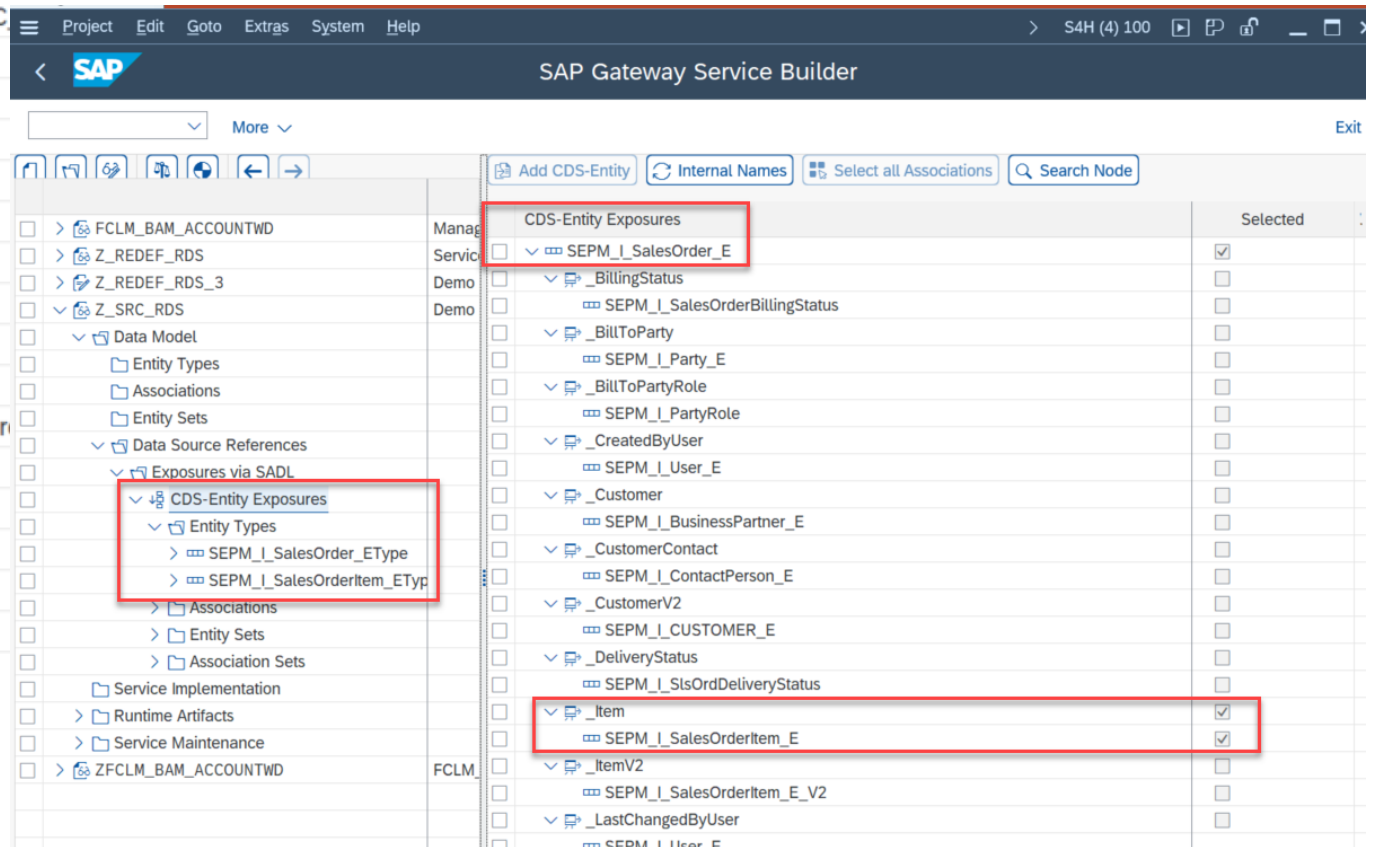 Project Edit Goto Extras System Help S4H (4) 100
SAP SAP Gateway Service Builder
More Exit
Add CDS-Entity Internal Names Select all Associations Search Node
FCLM_BAM_ACCOUNTWD Manag
Z_REDEF_RDS Servic
Z_REDEF_RDS_3 Demo
Z_SRC_RDS Demo
Data Model
Entity Types
Associations
Entity Sets
Data Source References
Exposures via SADL
CDS-Entity Exposures
Entity Types
SEPM_I_SalesOrder_EType
SEPM_I_SalesOrderItem_ETyp
Associations
Entity Sets
Association Sets
Service Implementation
Runtime Artifacts
Service Maintenance
ZFCLM_BAM_ACCOUNTWD FCLM_
CDS-Entity Exposures Selected
SEPM_I_SalesOrder_E
_BillingStatus
SEPM_I_SalesOrderBillingStatus
_BillToParty
SEPM_I_Party_E
_BillToPartyRole
SEPM_I_PartyRole
_CreatedByUser
SEPM_I_User_E
_Customer
SEPM_I_BusinessPartner_E
_CustomerContact
SEPM_I_ContactPerson_E
_CustomerV2
SEPM_I_CUSTOMER_E
_DeliveryStatus
SEPM_I_SlsOrdDeliveryStatus
_Item
SEPM_I_SalesOrderItem_E
_ItemV2
SEPM_I_SalesOrderItem_E_V2
_LastChangedByUser
SEPM_I_User_E